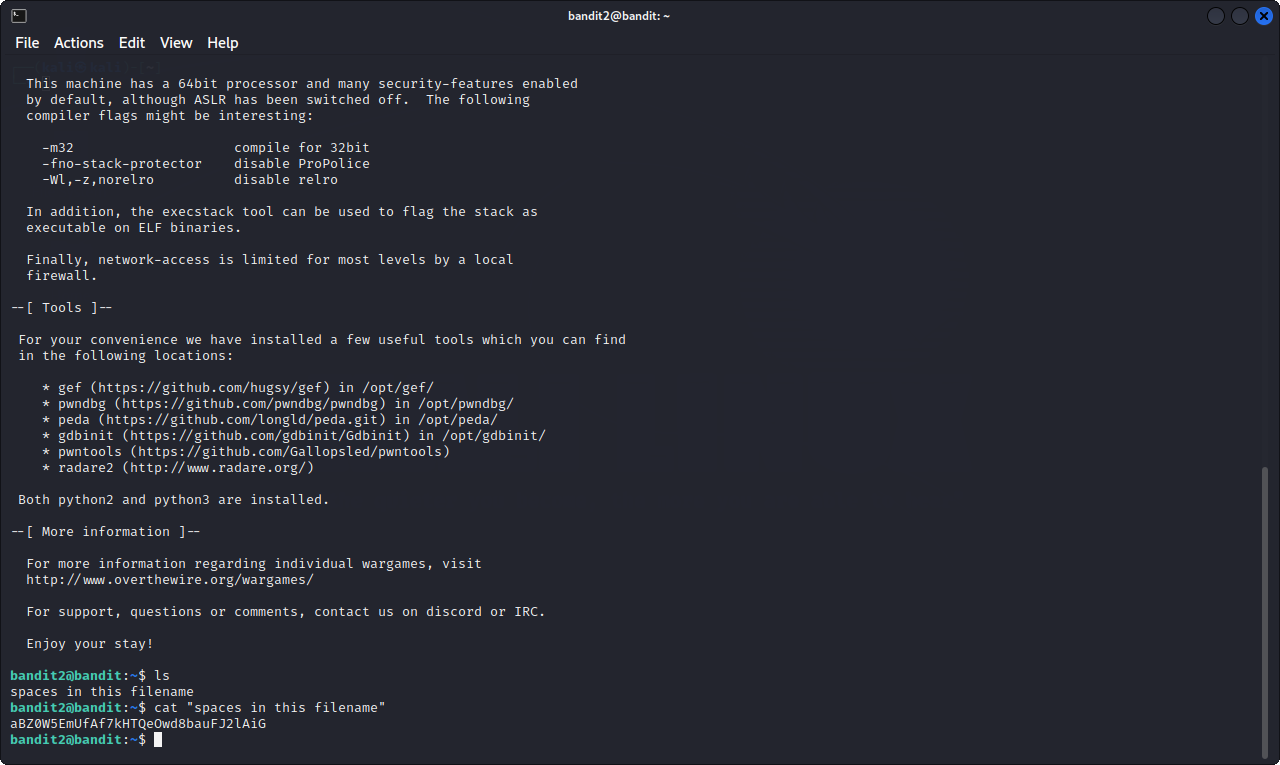 bandit2@bandit: ~
File Actions Edit View Help
This machine has a 64bit processor and many security-features enabled
by default, although ASLR has been switched off. The following
compiler flags might be interesting:
-m32 compile for 32bit
-fno-stack-protector disable ProPolice
-Wl,-z,norelro disable relro
In addition, the execstack tool can be used to flag the stack as
executable on ELF binaries.
Finally, network-access is limited for most levels by a local
firewall.
--[ Tools ]--
For your convenience we have installed a few useful tools which you can find
in the following locations:
* gef (https://github.com/hugsy/gef) in /opt/gef/
* pwndbg (https://github.com/pwndbg/pwndbg) in /opt/pwndbg/
* peda (https://github.com/longld/peda.git) in /opt/peda/
* gdbinit (https://github.com/gdbinit/Gdbinit) in /opt/gdbinit/
* pwntools (https://github.com/Gallopsled/pwntools)
* radare2 (http://www.radare.org/)
Both python2 and python3 are installed.
--[ More information ]--
For more information regarding individual wargames, visit
http://www.overthewire.org/wargames/
For support, questions or comments, contact us on discord or IRC.
Enjoy your stay!
bandit2@bandit:~$ ls
spaces in this filename
bandit2@bandit:~$ cat "spaces in this filename"
aBZ0W5EmUfAf7kHTQeOwd8bauFJ2lAiG
bandit2@bandit:~$